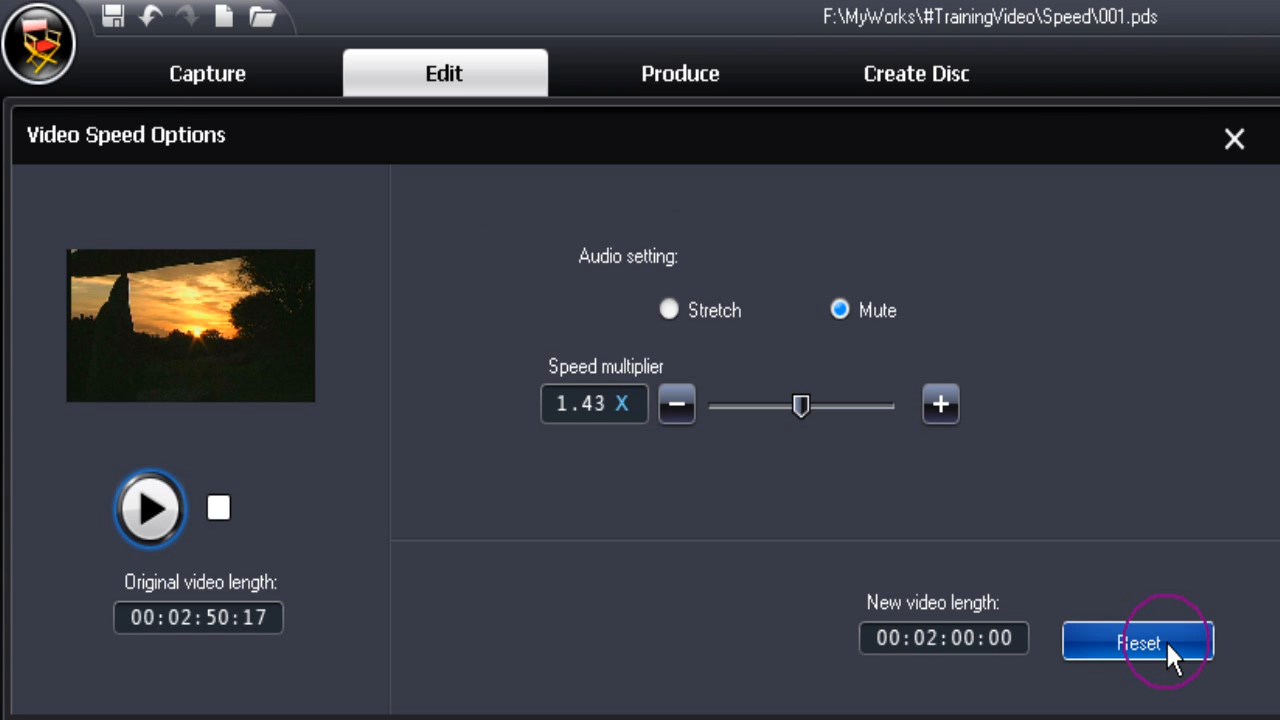 F:\MyWorks\#TrainingVideo\Speed\001.pds
Capture Edit Produce Create Disc
Video Speed Options
Audio setting:
Stretch Mute
Speed multiplier
1.43 X
Original video length:
00:02:50:17
New video length:
00:02:00:00
Reset